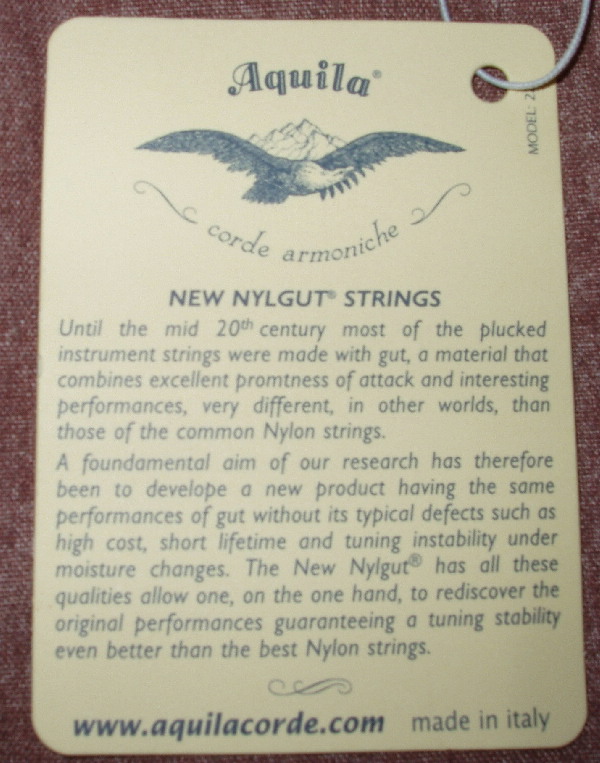 Aquila®
MODEL: 2
corde armoniche
NEW NYLGUT® STRINGS
Until the mid 20th century most of the plucked
instrument strings were made with gut, a material that
combines excellent promtness of attack and interesting
performances, very different, in other worlds, than
those of the common Nylon strings.
A foundamental aim of our research has therefore
been to develope a new product having the same
performances of gut without its typical defects such as
high cost, short lifetime and tuning instability under
moisture changes. The New Nylgut® has all these
qualities allow one, on the one hand, to rediscover the
original performances guaranteeing a tuning stability
even better than the best Nylon strings.
www.aquilacorde.com made in italy